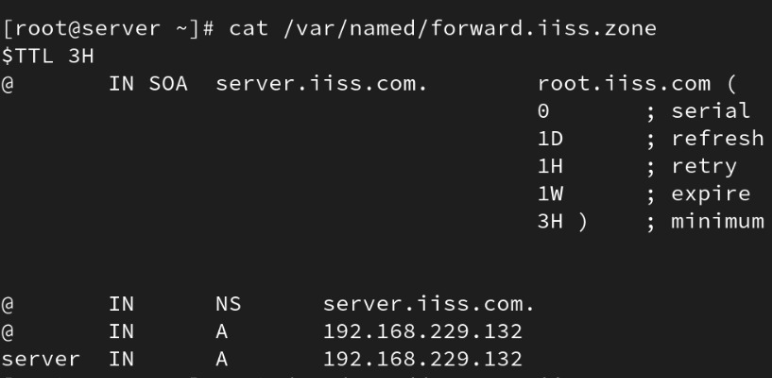 [root@server ~]# cat /var/named/forward.iiss.zone
$TTL 3H
@ IN SOA server.iiss.com. root.iiss.com (
0 ; serial
1D ; refresh
1H ; retry
1W ; expire
3H ) ; minimum
@ IN NS server.iiss.com.
@ IN A 192.168.229.132
server IN A 192.168.229.132